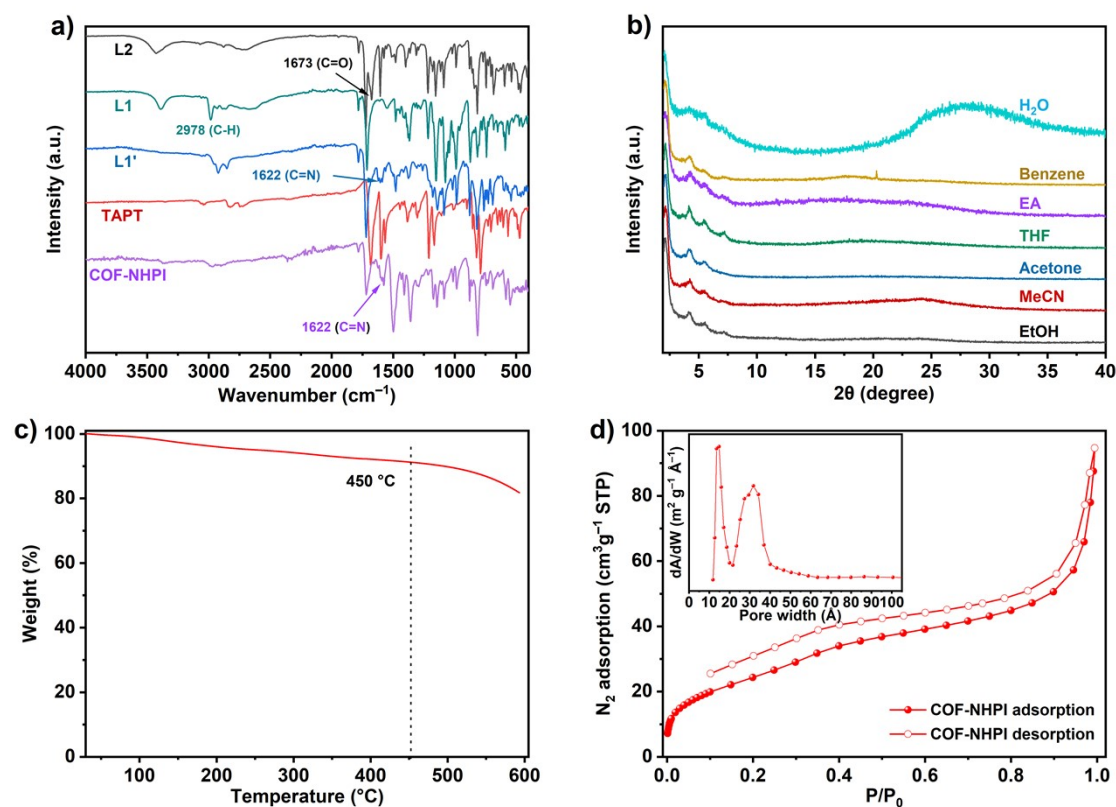 a)
L2
1673 (C=O)
L1
2978 (C-H)
L1'
1622 (C=N)
TAPT
COF-NHPI
1622 (C=N)
4000 3500 3000 2500 2000 1500 1000 500
Wavenumber (cm⁻¹)
Intensity (a.u.)
b)
H₂O
Benzene
EA
THF
Acetone
MeCN
EtOH
5 10 15 20 25 30 35 40
2θ (degree)
Intensity (a.u.)
c)
100
80
60
40
20
0
450 °C
100 200 300 400 500 600
Temperature (°C)
Weight (%)
d)
100
80
60
40
20
0
dA/dW (m² g⁻¹ Å⁻¹)
0 10 20 30 40 50 60 70 80 90 100
Pore width (Å)
COF-NHPI adsorption
COF-NHPI desorption
0.0 0.2 0.4 0.6 0.8 1.0
P/P₀
N₂ adsorption (cm³g⁻¹ STP)